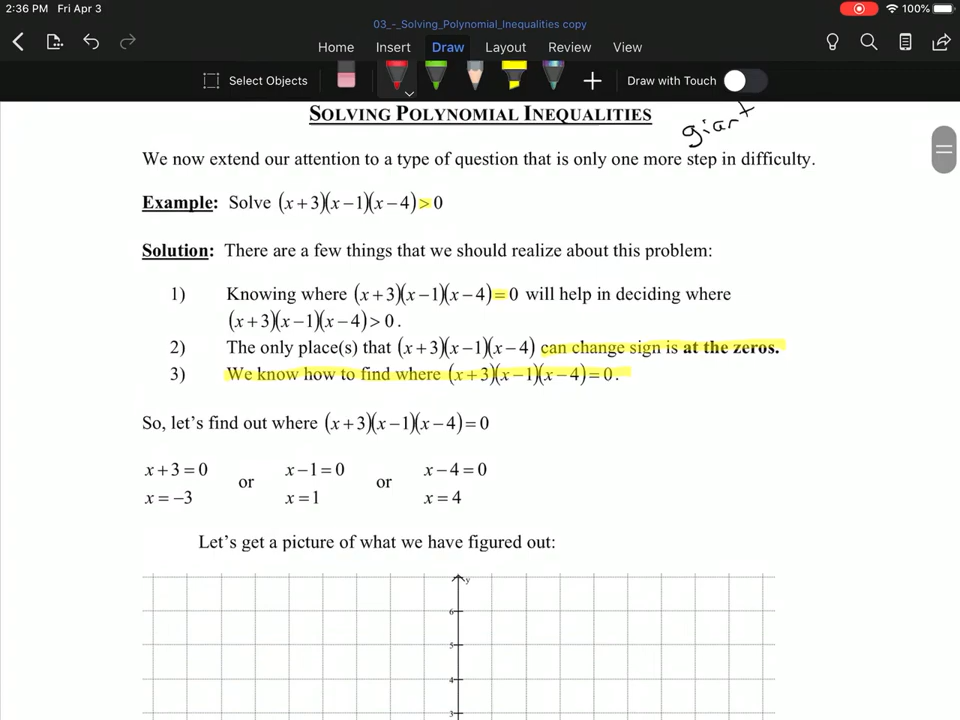 2:36 PM Fri Apr 3
100%
03_-_Solving_Polynomial_Inequalities copy
Home Insert Draw Layout Review View
Select Objects
Draw with Touch
SOLVING POLYNOMIAL INEQUALITIES
giant
We now extend our attention to a type of question that is only one more step in difficulty.
Example: Solve (x+3)(x−1)(x−4)>0
Solution: There are a few things that we should realize about this problem:
1) Knowing where (x+3)(x−1)(x−4)=0 will help in deciding where
(x+3)(x−1)(x−4)>0.
2) The only place(s) that (x+3)(x−1)(x−4) can change sign is at the zeros.
3) We know how to find where (x+3)(x−1)(x−4)=0.
So, let's find out where (x+3)(x−1)(x−4)=0
x+3=0 x−1=0 x−4=0
or or
x=−3 x=1 x=4
Let's get a picture of what we have figured out:
y
6
5
4
3